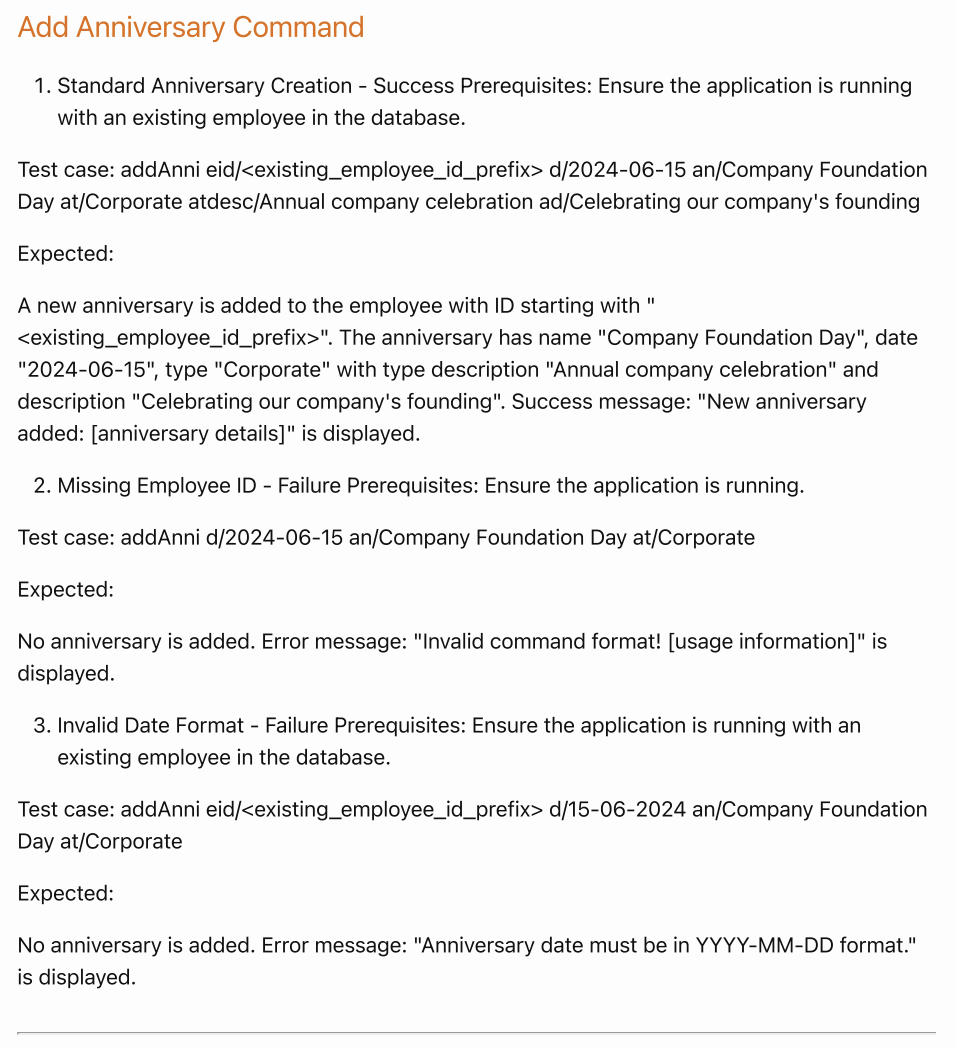 Add Anniversary Command
1. Standard Anniversary Creation - Success Prerequisites: Ensure the application is running
with an existing employee in the database.
Test case: addAnni eid/<existing_employee_id_prefix> d/2024-06-15 an/Company Foundation
Day at/Corporate atdesc/Annual company celebration ad/Celebrating our company's founding
Expected:
A new anniversary is added to the employee with ID starting with "
<existing_employee_id_prefix>". The anniversary has name "Company Foundation Day", date
"2024-06-15", type "Corporate" with type description "Annual company celebration" and
description "Celebrating our company's founding". Success message: "New anniversary
added: [anniversary details]" is displayed.
2. Missing Employee ID - Failure Prerequisites: Ensure the application is running.
Test case: addAnni d/2024-06-15 an/Company Foundation Day at/Corporate
Expected:
No anniversary is added. Error message: "Invalid command format! [usage information]" is
displayed.
3. Invalid Date Format - Failure Prerequisites: Ensure the application is running with an
existing employee in the database.
Test case: addAnni eid/<existing_employee_id_prefix> d/15-06-2024 an/Company Foundation
Day at/Corporate
Expected:
No anniversary is added. Error message: "Anniversary date must be in YYYY-MM-DD format."
is displayed.